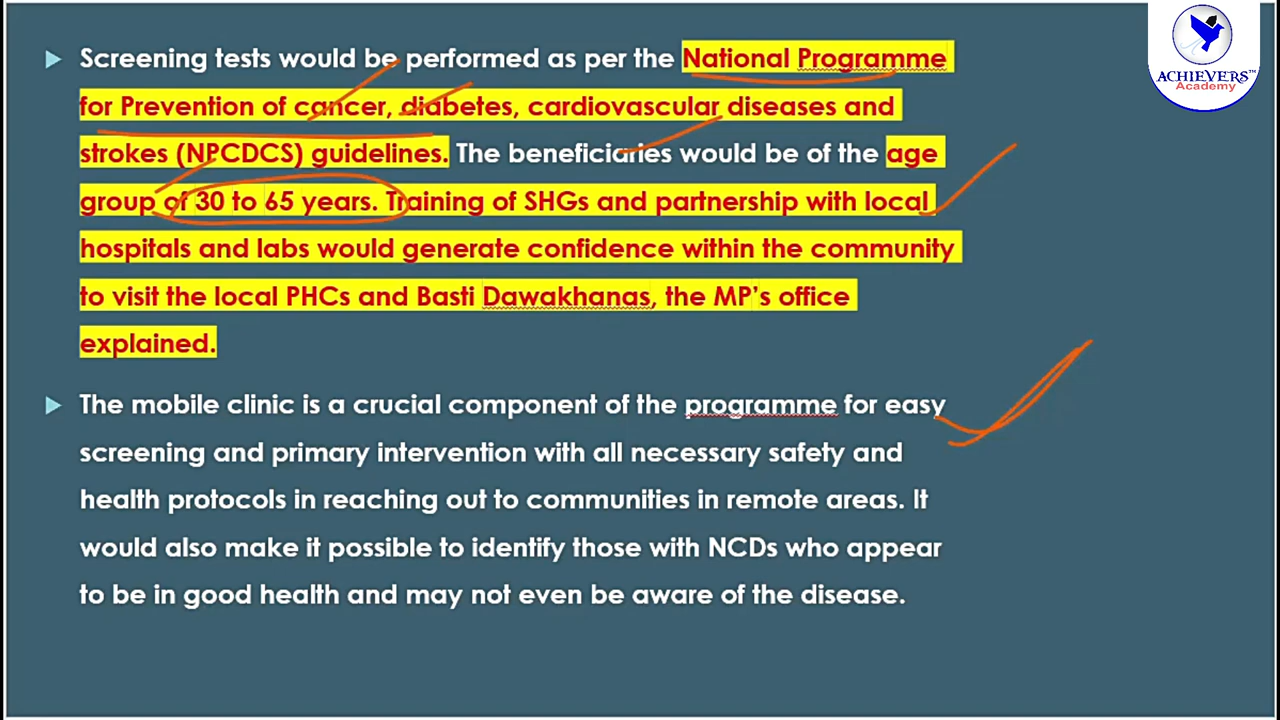 ACHIEVERS™
Academy
Screening tests would be performed as per the National Programme
for Prevention of cancer, diabetes, cardiovascular diseases and
strokes (NPCDCS) guidelines. The beneficiaries would be of the age
group of 30 to 65 years. Training of SHGs and partnership with local
hospitals and labs would generate confidence within the community
to visit the local PHCs and Basti Dawakhanas, the MP's office
explained.
The mobile clinic is a crucial component of the programme for easy
screening and primary intervention with all necessary safety and
health protocols in reaching out to communities in remote areas. It
would also make it possible to identify those with NCDs who appear
to be in good health and may not even be aware of the disease.